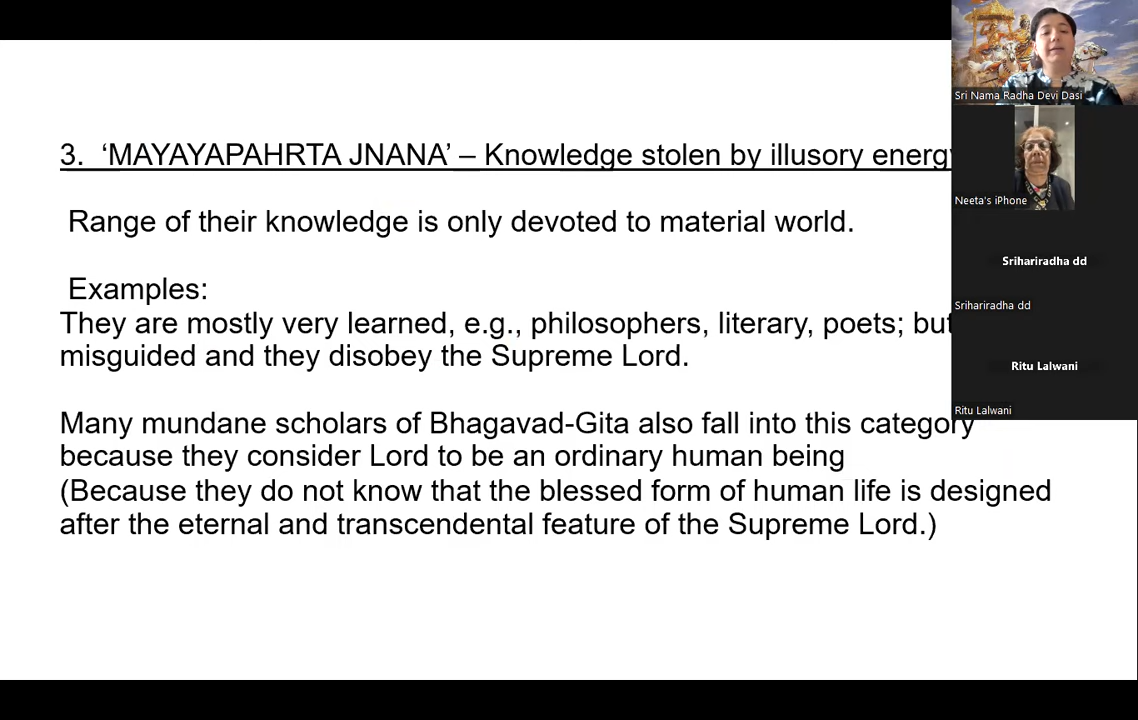 3. ‘MAYAYAPAHRTA JNANA’ – Knowledge stolen by illusory energy
Range of their knowledge is only devoted to material world.
Examples:
They are mostly very learned, e.g., philosophers, literary, poets; but
misguided and they disobey the Supreme Lord.
Many mundane scholars of Bhagavad-Gita also fall into this category
because they consider Lord to be an ordinary human being
(Because they do not know that the blessed form of human life is designed
after the eternal and transcendental feature of the Supreme Lord.)
Sri Nama Radha Devi Dasi
Neeta's iPhone
Srihariradha dd
Srihariradha dd
Ritu Lalwani
Ritu Lalwani